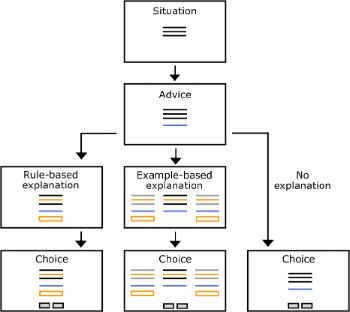 Situation
Advice
Rule-based
explanation
Example-based
explanation
No
explanation
Choice
Choice
Choice